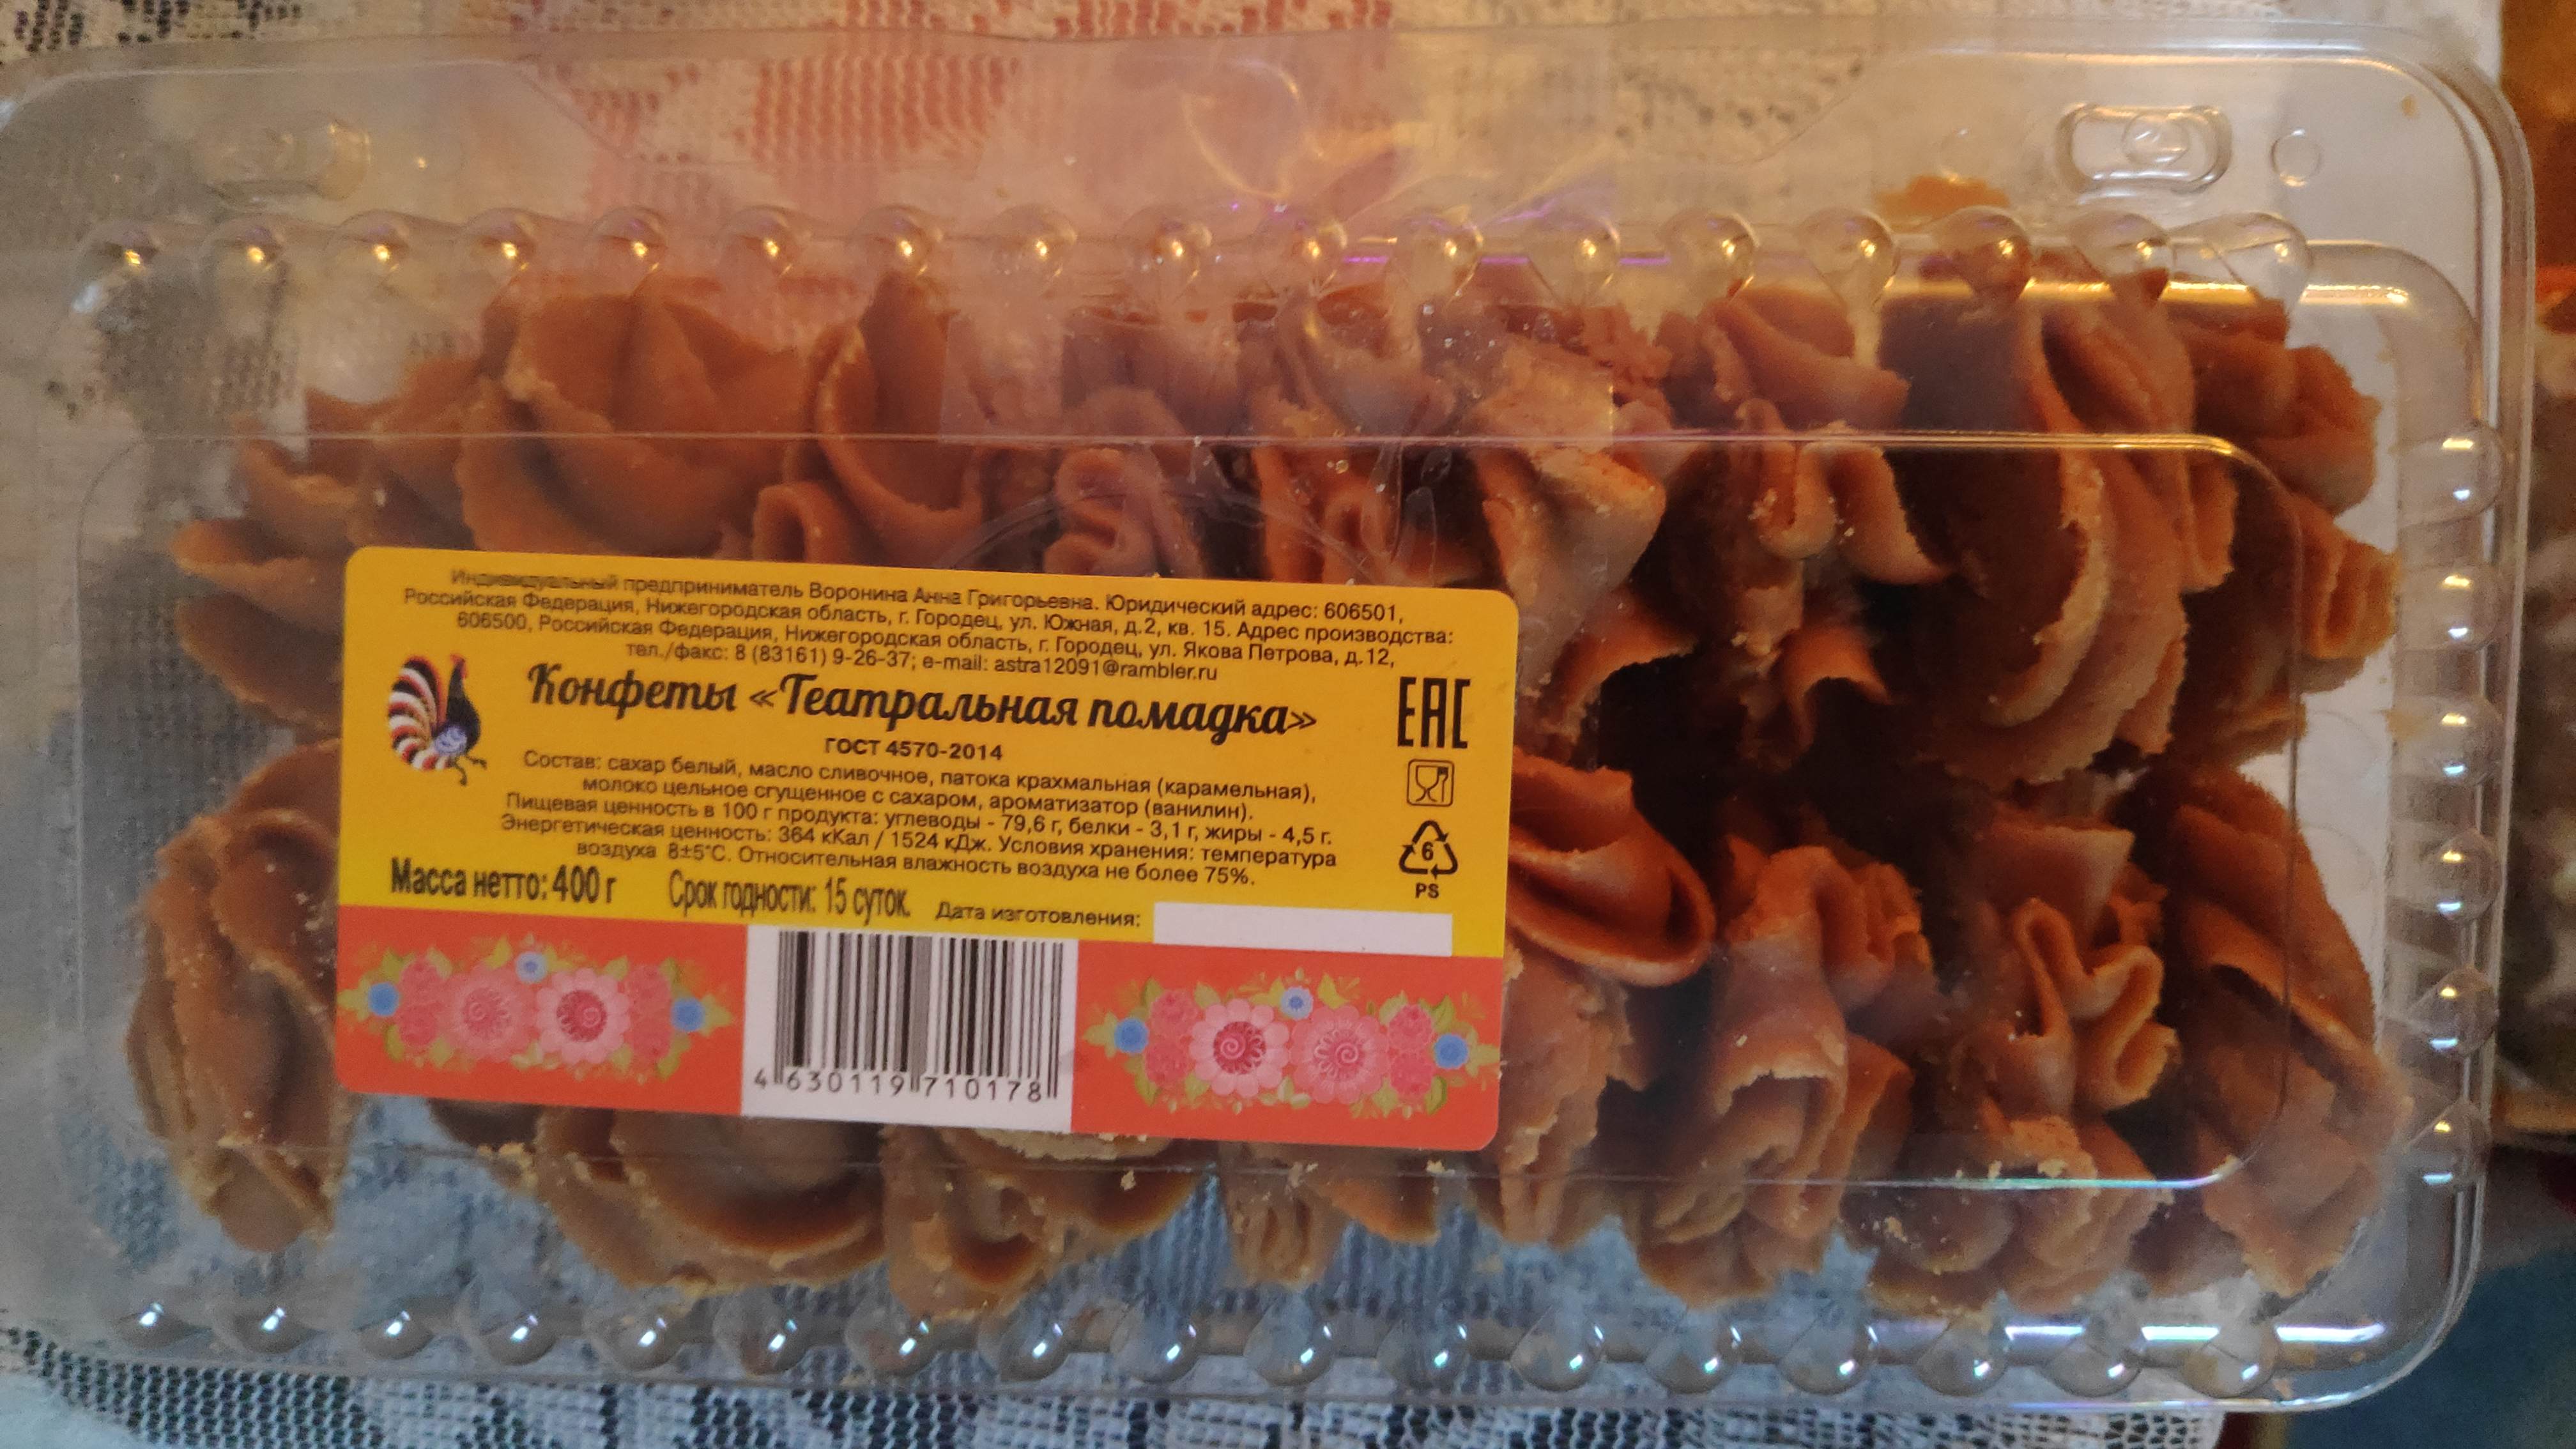 Индивидуальный предприниматель Воронина Анна Григорьевна. Юридический адрес: 606501,
Российская Федерация, Нижегородская область, г. Городец, ул. Южная, д.2, кв. 15. Адрес производства:
606500, Российская Федерация, Нижегородская область, г. Городец, ул. Якова Петрова, д.12,
тел./факс: 8 (83161) 9-26-37; e-mail: astra12091@rambler.ru
Конфеты «Театральная помадка»
ЕАС
ГОСТ 4570-2014
Состав: сахар белый, масло сливочное, патока крахмальная (карамельная),
молоко цельное сгущенное с сахаром, ароматизатор (ванилин).
Пищевая ценность в 100 г продукта: углеводы - 79,6 г, белки - 3,1 г, жиры - 4,5 г.
Энергетическая ценность: 364 кКал / 1524 кДж. Условия хранения: температура
воздуха 8±5°С. Относительная влажность воздуха не более 75%.
6
PS
Масса нетто: 400 г Срок годности: 15 суток. Дата изготовления:
4 630119 710178